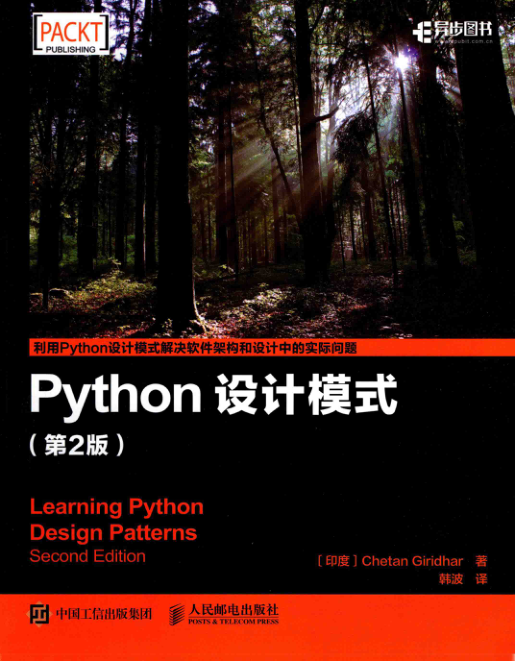 [PACKT]
PUBLISHING
异步图书
www.epubit.com.cn
利用Python设计模式解决软件架构和设计中的实际问题
Python 设计模式
（第2版）
Learning Python
Design Patterns
Second Edition
［印度］Chetan Giridhar 著
韩波 译
中国工信出版集团
人民邮电出版社
POSTS & TELECOM PRESS